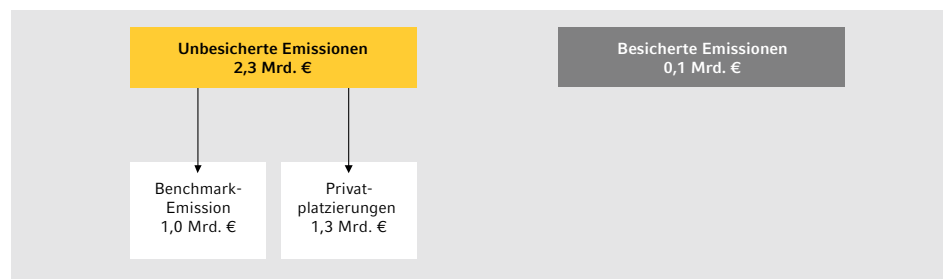 Unbesicherte Emissionen
2,3 Mrd. €
Besicherte Emissionen
0,1 Mrd. €
Benchmark-
Emission
1,0 Mrd. €
Privat-
platzierungen
1,3 Mrd. €